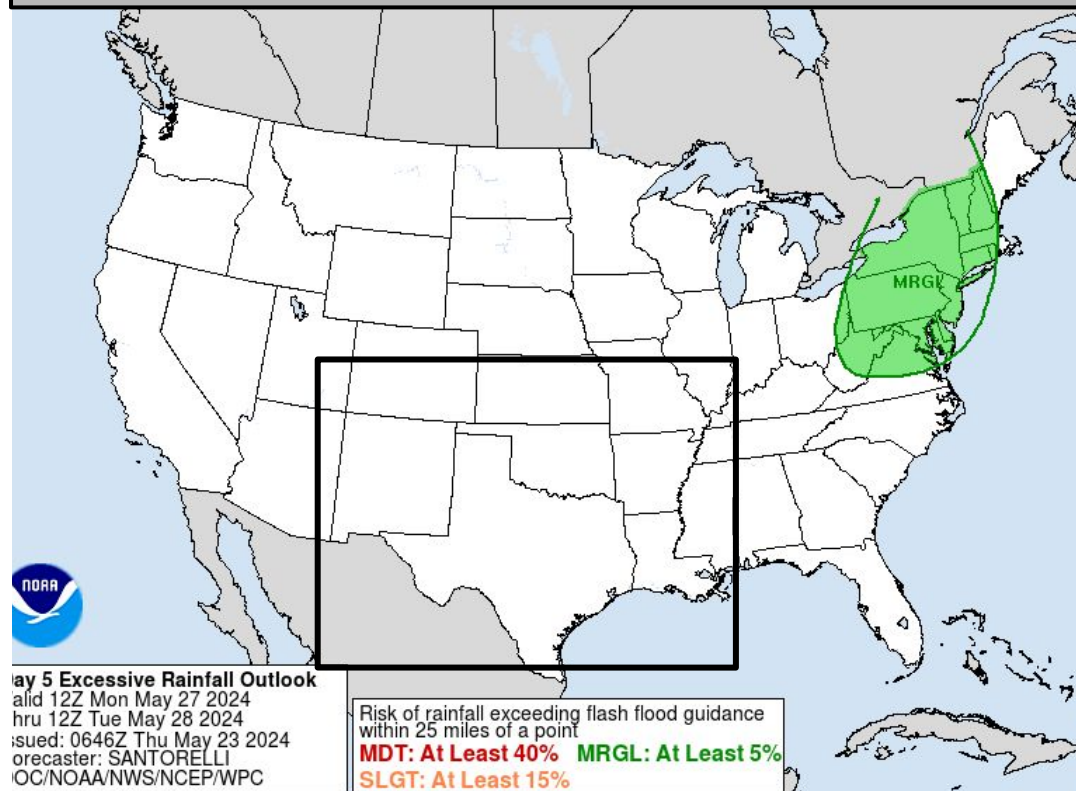 MRGL
NOAA
ay 5 Excessive Rainfall Outlook
alid 12Z Mon May 27 2024
hru 12Z Tue May 28 2024
ssued: 0646Z Thu May 23 2024
orecaster: SANTORELLI
OC/NOAA/NWS/NCEP/WPC
Risk of rainfall exceeding flash flood guidance
within 25 miles of a point
MDT: At Least 40% MRGL: At Least 5%
SLGT: At Least 15%